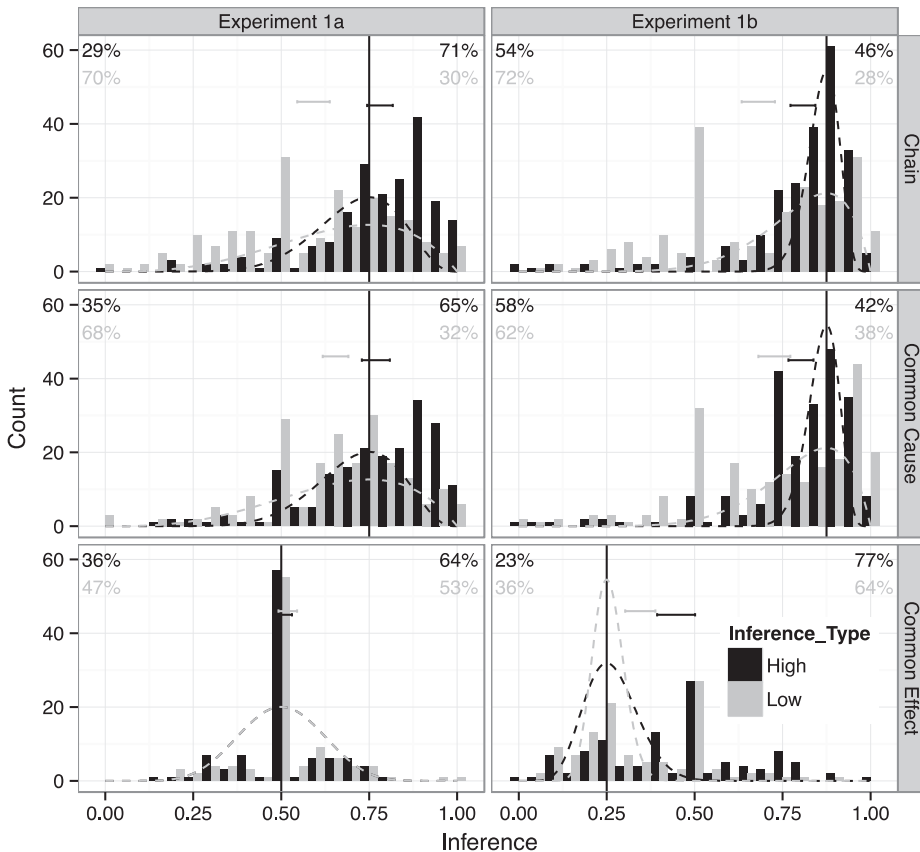 Experiment 1a Experiment 1b
60 29% 71% 54% 46%
70% 30% 72% 28%
40
20
0
Chain
60 35% 65% 58% 42%
68% 32% 62% 38%
40
20
0
Common Cause
Count
60 36% 64% 23% 77%
47% 53% 36% 64%
40
20
0
Common Effect
Inference_Type
High
Low
0.00 0.25 0.50 0.75 1.00 0.00 0.25 0.50 0.75 1.00
Inference